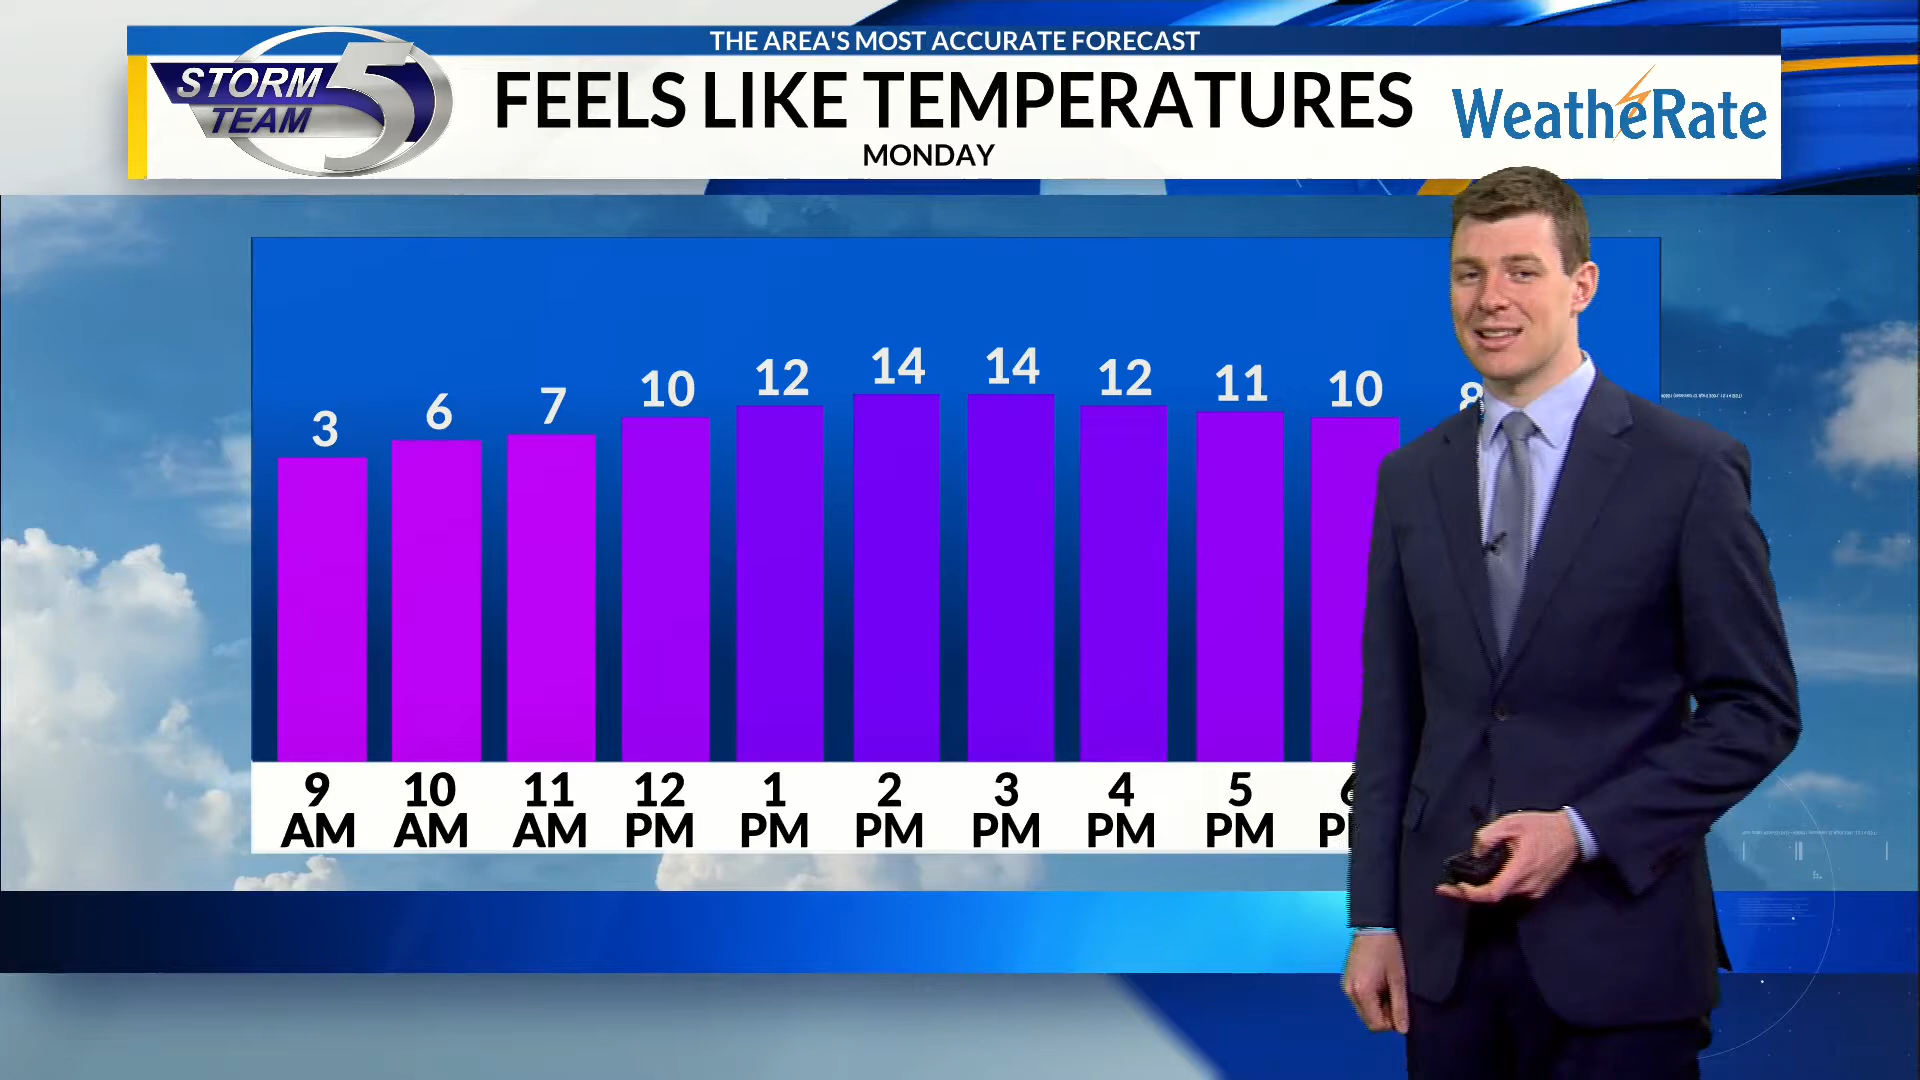 THE AREA'S MOST ACCURATE FORECAST
STORM
TEAM
5
FEELS LIKE TEMPERATURES
WeatheRate
MONDAY
3 6 7 10 12 14 14 12 11 10 8
9 10 11 12 1 2 3 4 5
AM AM AM PM PM PM PM PM PM